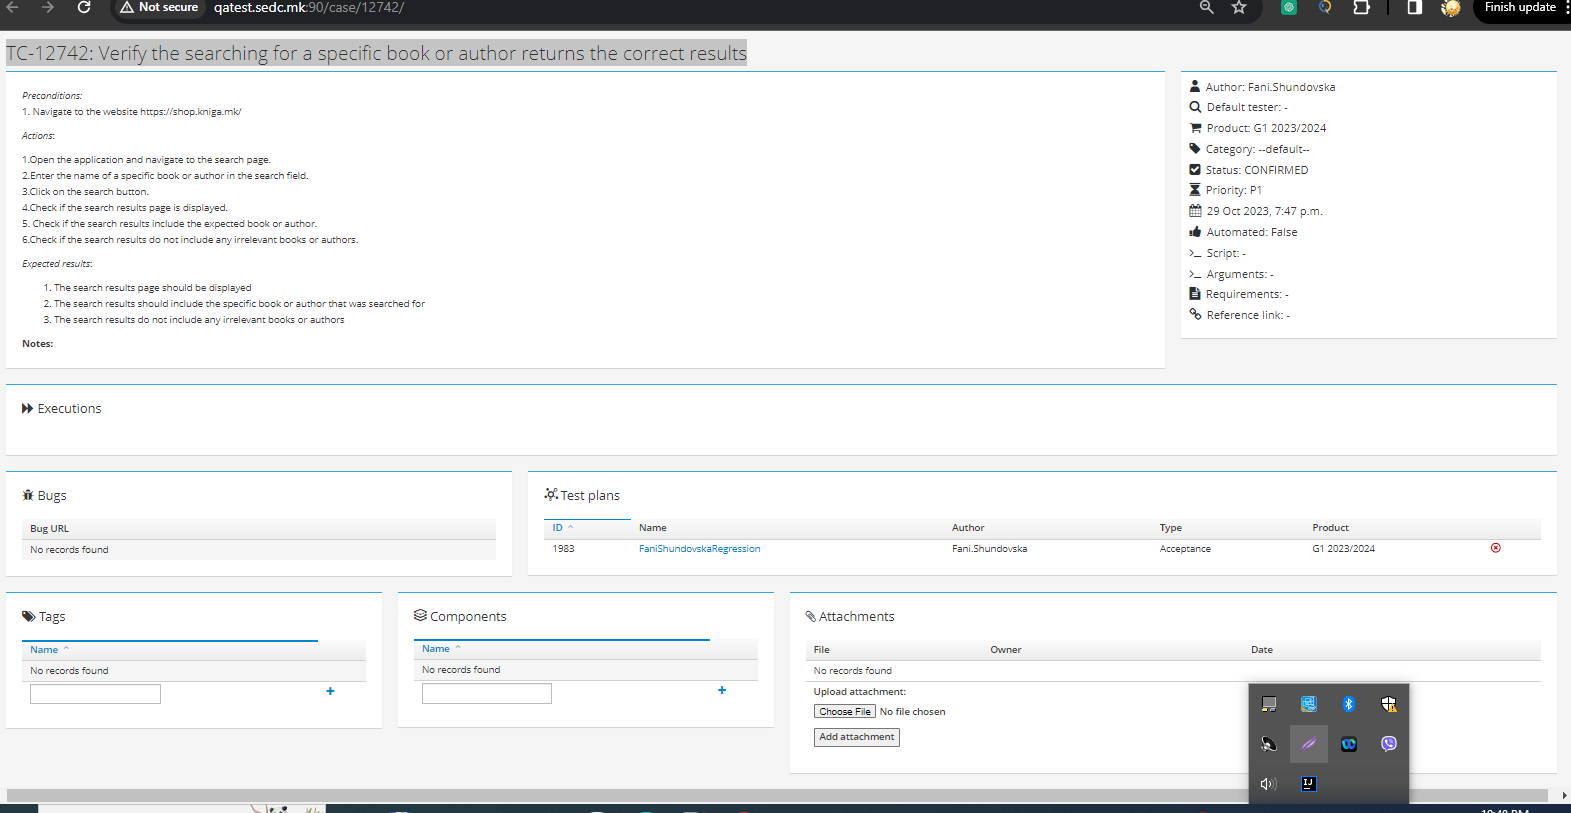 Not secure
qatest.sedc.mk:90/case/12742/
Finish update
TC-12742: Verify the searching for a specific book or author returns the correct results
Preconditions:
1. Navigate to the website https://shop.kniga.mk/
Actions:
1.Open the application and navigate to the search page.
2.Enter the name of a specific book or author in the search field.
3.Click on the search button.
4.Check if the search results page is displayed.
5. Check if the search results include the expected book or author.
6.Check if the search results do not include any irrelevant books or authors.
Expected results:
1. The search results page should be displayed
2. The search results should include the specific book or author that was searched for
3. The search results do not include any irrelevant books or authors
Notes:
Author: Fani.Shundovska
Default tester: -
Product: G1 2023/2024
Category: --default--
Status: CONFIRMED
Priority: P1
29 Oct 2023, 7:47 p.m.
Automated: False
Script: -
Arguments: -
Requirements: -
Reference link: -
Executions
Bugs
Bug URL
No records found
Test plans
ID Name Author Type Product
1983 FaniShundovskaRegression Fani.Shundovska Acceptance G1 2023/2024
Tags
Name
No records found
Components
Name
No records found
Attachments
File Owner Date
No records found
Upload attachment:
Choose File No file chosen
Add attachment
IJ